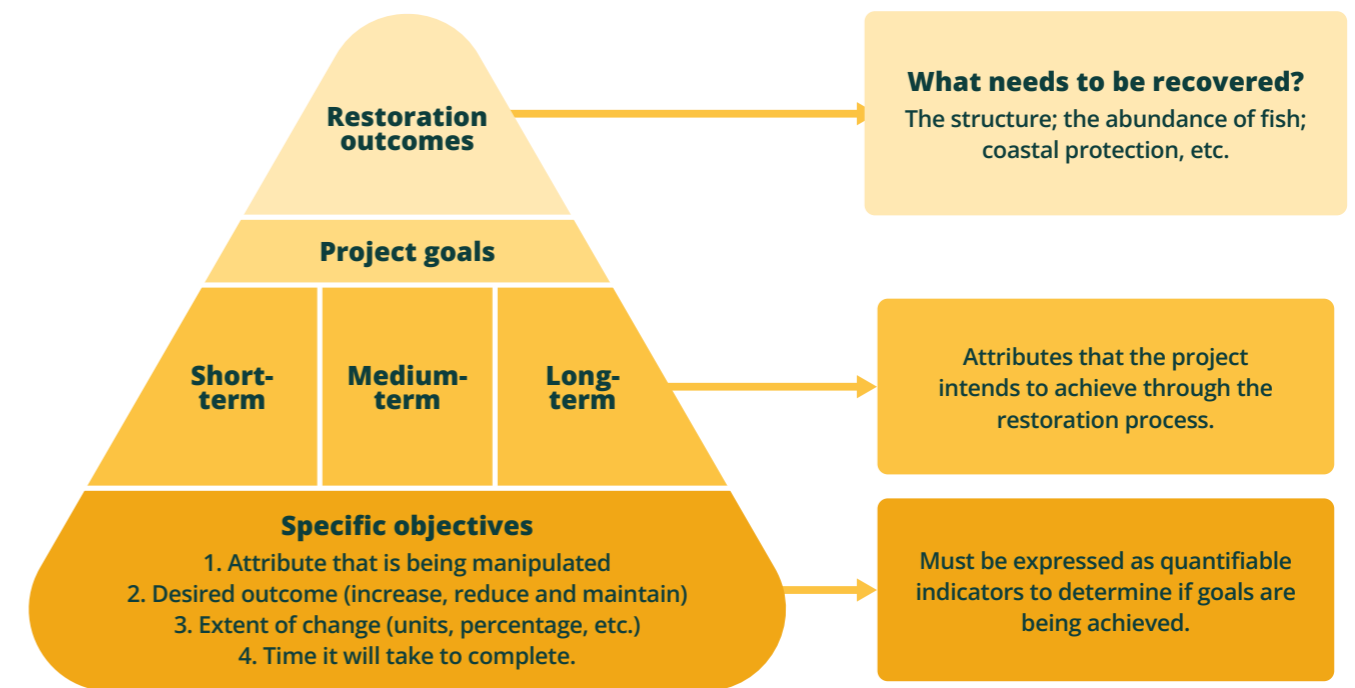 Restoration
outcomes
What needs to be recovered?
The structure; the abundance of fish;
coastal protection, etc.
Project goals
Short-
term
Medium-
term
Long-
term
Attributes that the project
intends to achieve through the
restoration process.
Specific objectives
1. Attribute that is being manipulated
2. Desired outcome (increase, reduce and maintain)
3. Extent of change (units, percentage, etc.)
4. Time it will take to complete.
Must be expressed as quantifiable
indicators to determine if goals are
being achieved.